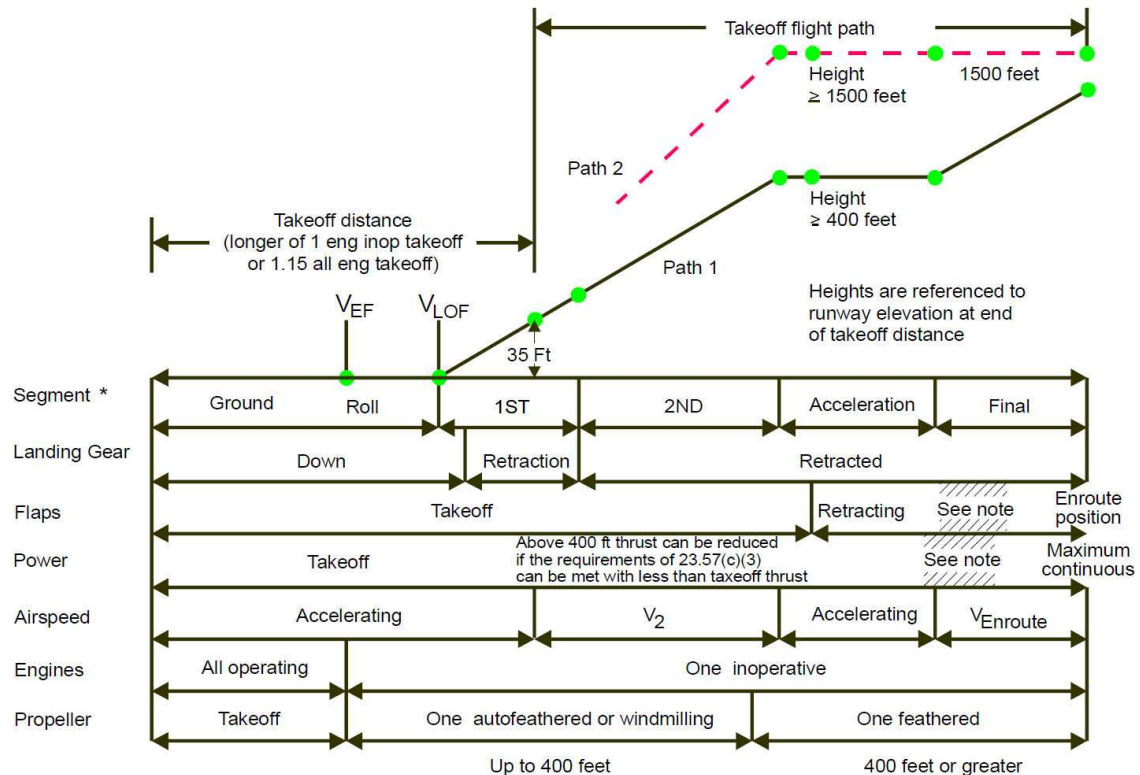 Takeoff flight path
Height
≥ 1500 feet
1500 feet
Path 2
Height
≥ 400 feet
Takeoff distance
(longer of 1 eng inop takeoff
or 1.15 all eng takeoff)
Path 1
Heights are referenced to
runway elevation at end
of takeoff distance
VEF
VLOF
35 Ft
Segment *
Ground
Roll
1ST
2ND
Acceleration
Final
Landing Gear
Down
Retraction
Retracted
Flaps
Takeoff
Retracting
See note
Enroute
position
Power
Takeoff
Above 400 ft thrust can be reduced
if the requirements of 23.57(c)(3)
can be met with less than taxeoff thrust
See note
Maximum
continuous
Airspeed
Accelerating
V2
Accelerating
VEnroute
Engines
All operating
One inoperative
Propeller
Takeoff
One autofeathered or windmilling
One feathered
Up to 400 feet
400 feet or greater